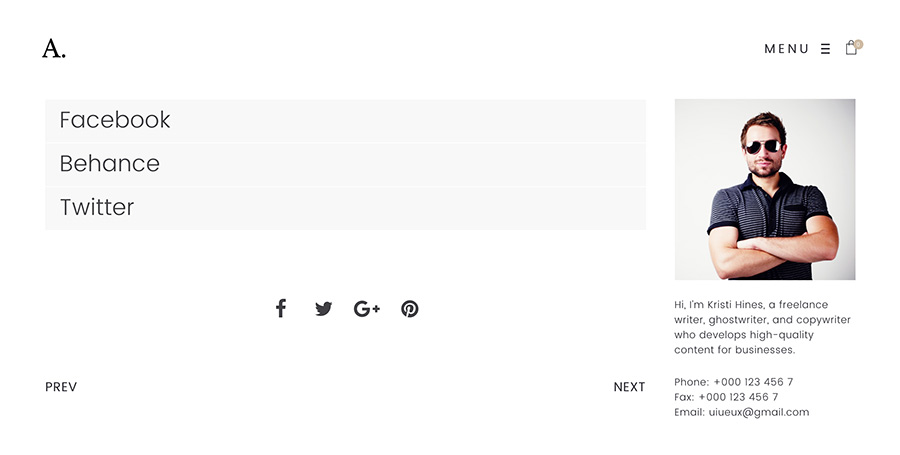 A.
MENU
0
Facebook
Behance
Twitter
PREV
NEXT
Hi, I'm Kristi Hines, a freelance
writer, ghostwriter, and copywriter
who develops high-quality
content for businesses.
Phone: +000 123 456 7
Fax: +000 123 456 7
Email: uiueux@gmail.com